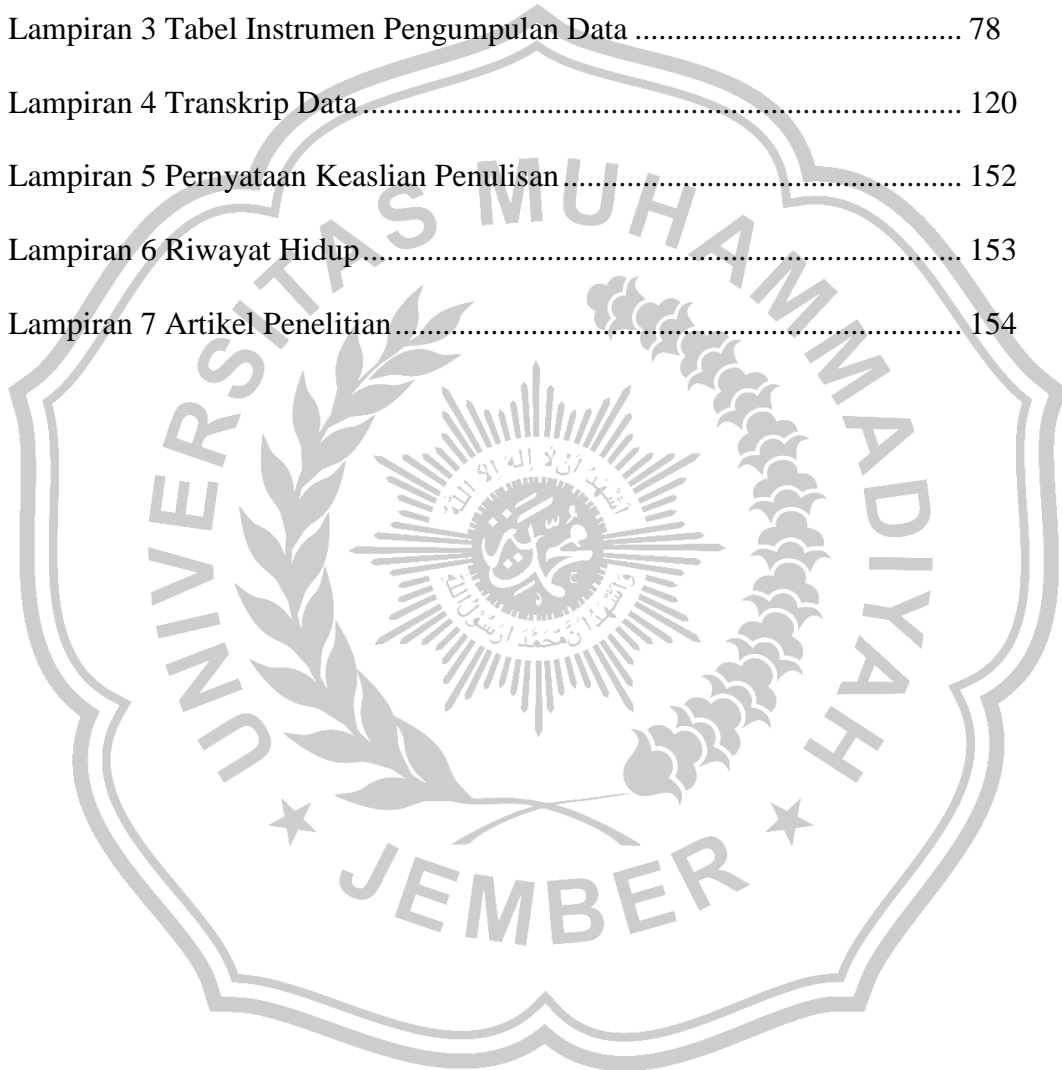 Lampiran 3 Tabel Instrumen Pengumpulan Data ......................................... 78
Lampiran 4 Transkrip Data ........................................................................... 120
Lampiran 5 Pernyataan Keaslian Penulisan .................................................. 152
Lampiran 6 Riwayat Hidup ........................................................................... 153
Lampiran 7 Artikel Penelitian ....................................................................... 154
UNIVERSITAS MUHAMMADIYAH
JEMBER